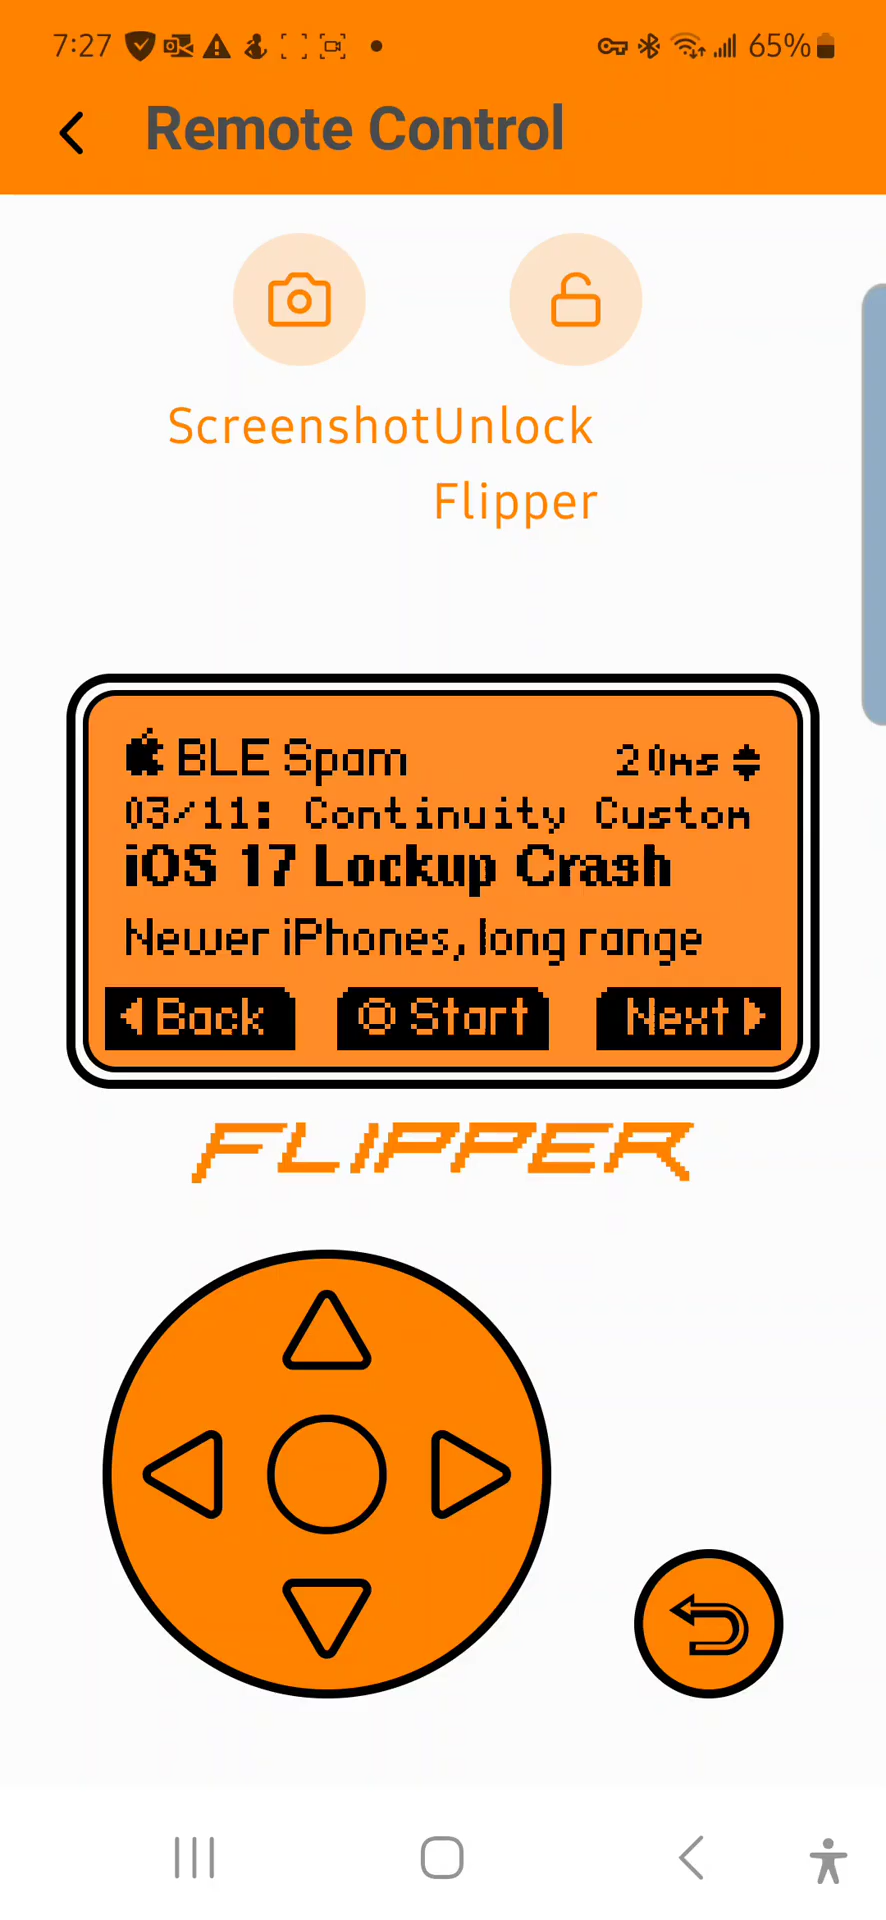 7:27 65%
Remote Control
Screenshot Unlock
Flipper
BLE Spam 20ms
03/11: Continuity Custom
iOS 17 Lockup Crash
Newer iPhones, long range
Back Start Next
FLIPPER